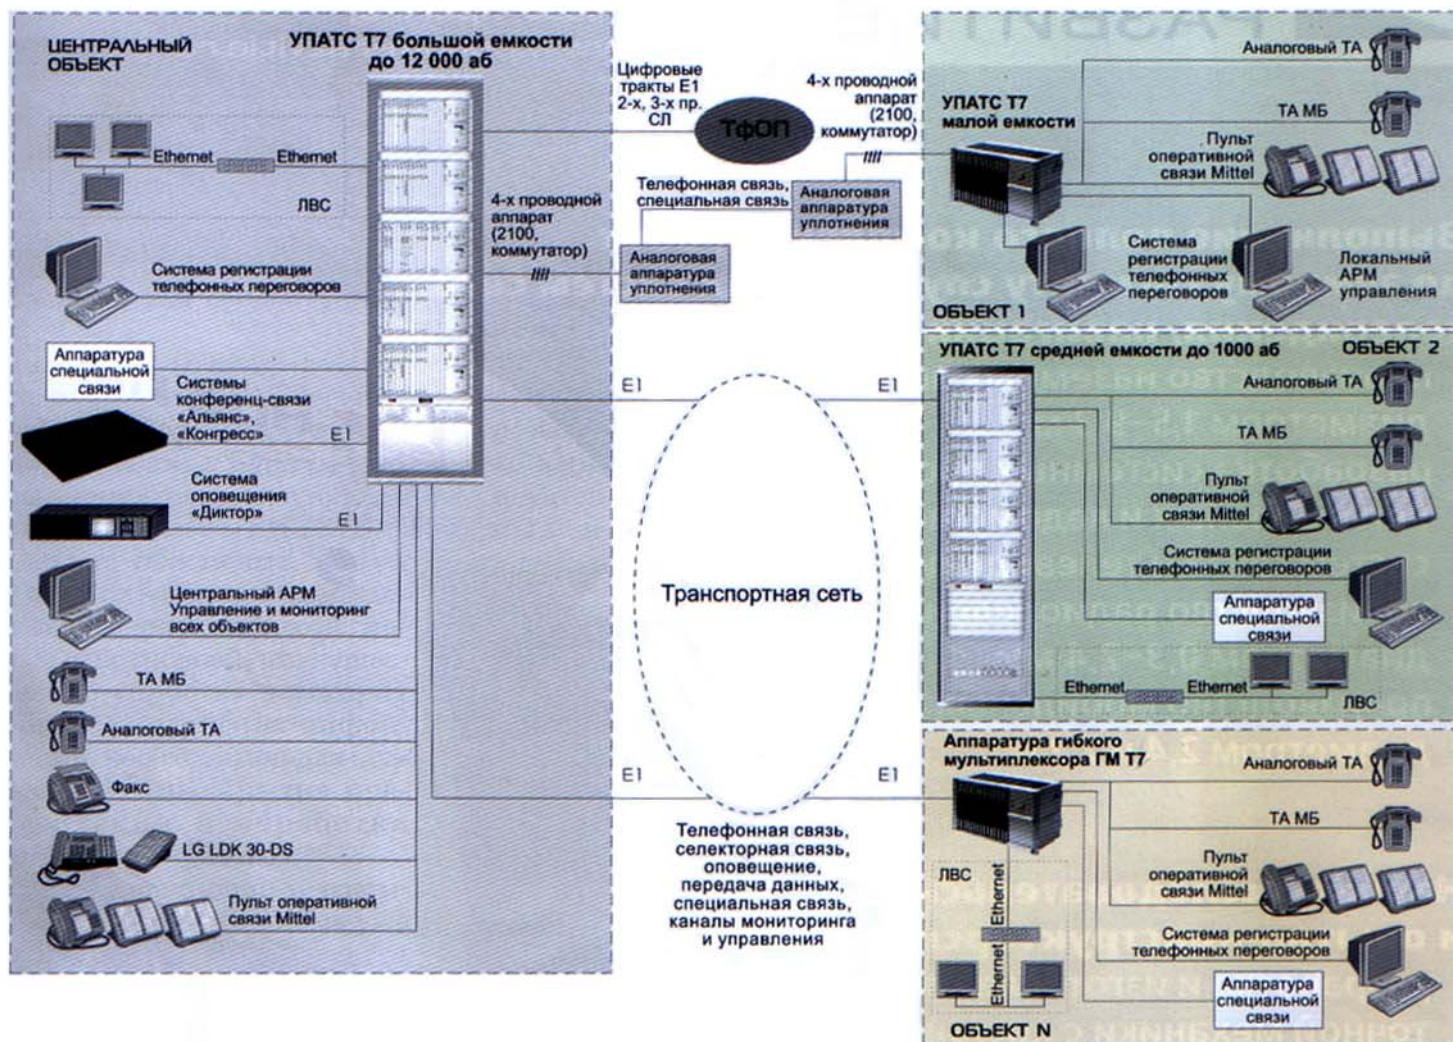 ЦЕНТРАЛЬНЫЙ
ОБЪЕКТ
УПАТС Т7 большой емкости
до 12 000 аб
Ethernet
Ethernet
ЛВС
Система регистрации
телефонных переговоров
Аппаратура
специальной
связи
Системы
конференц-связи
«Альянс»,
«Конгресс»
E1
Система
оповещения
«Диктор»
E1
Центральный АРМ
Управление и мониторинг
всех объектов
ТА МБ
Аналоговый ТА
Факс
LG LDK 30-DS
Пульт оперативной
связи Mittel
Цифровые
тракты Е1
2-х, 3-х пр.
СЛ
ТфОП
4-х проводной
аппарат
(2100,
коммутатор)
4-х проводной
аппарат
(2100,
коммутатор)
Телефонная связь,
специальная связь
Аналоговая
аппаратура
уплотнения
Аналоговая
аппаратура
уплотнения
E1
E1
Транспортная сеть
E1
E1
Телефонная связь,
селекторная связь,
оповещение,
передача данных,
специальная связь,
каналы мониторинга
и управления
УПАТС Т7
малой емкости
Аналоговый ТА
ТА МБ
Пульт
оперативной
связи Mittel
Система
регистрации
телефонных
переговоров
Локальный
АРМ
управления
ОБЪЕКТ 1
УПАТС Т7 средней емкости до 1000 аб
ОБЪЕКТ 2
Аналоговый ТА
ТА МБ
Пульт
оперативной
связи Mittel
Система регистрации
телефонных переговоров
Аппаратура
специальной
связи
Ethernet
Ethernet
ЛВС
Аппаратура гибкого
мультиплексора ГМ Т7
Аналоговый ТА
ТА МБ
Пульт
оперативной
связи Mittel
ЛВС
Ethernet
Ethernet
Система регистрации
телефонных переговоров
Аппаратура
специальной
связи
ОБЪЕКТ N